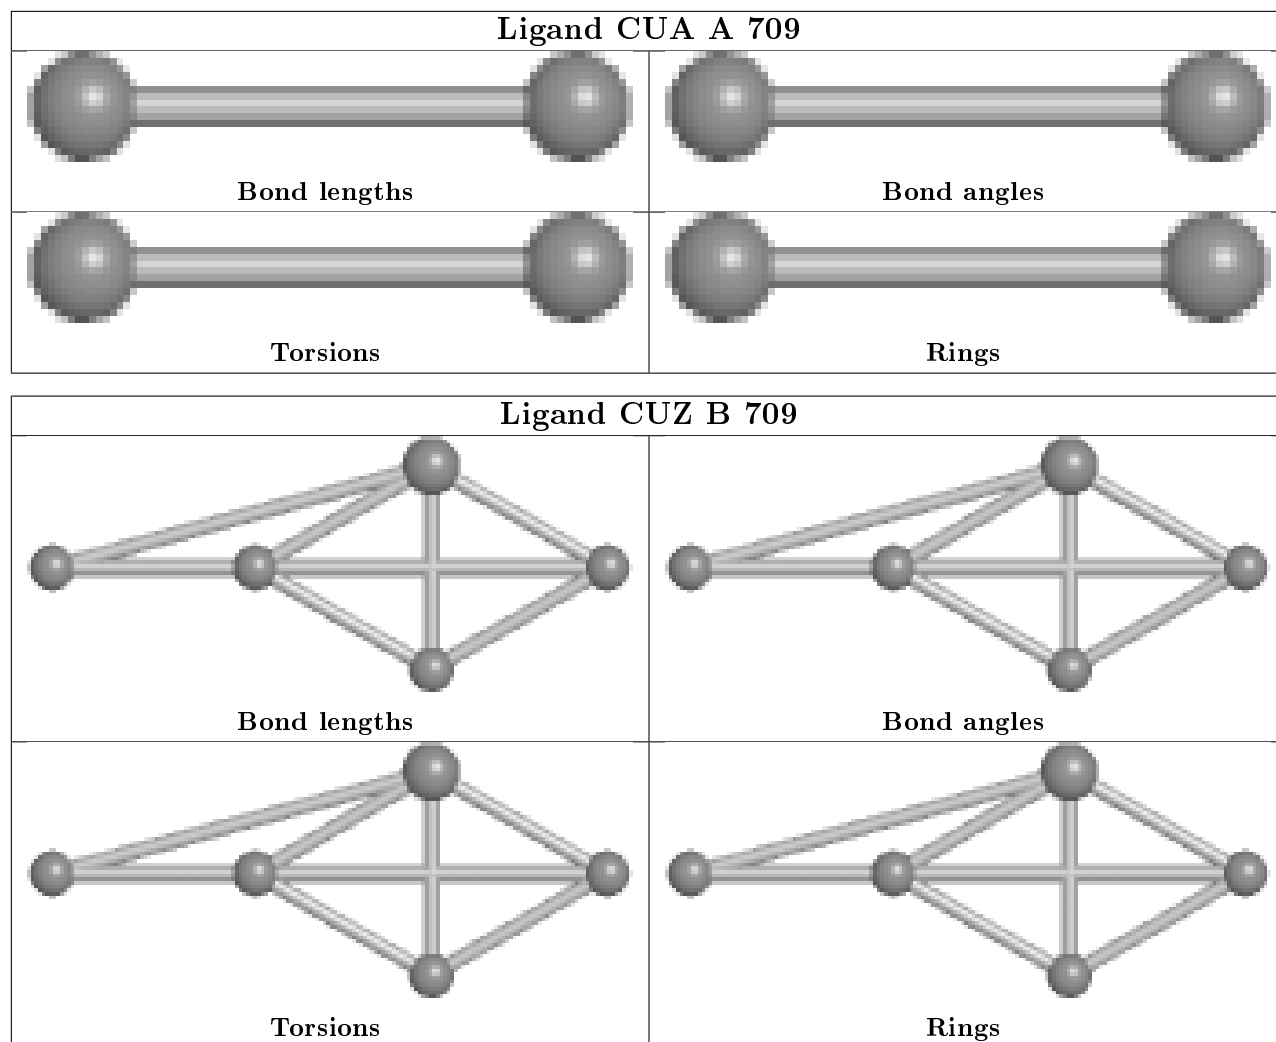 Ligand CUA A 709
Bond lengths
Bond angles
Torsions
Rings
Ligand CUZ B 709
Bond lengths
Bond angles
Torsions
Rings